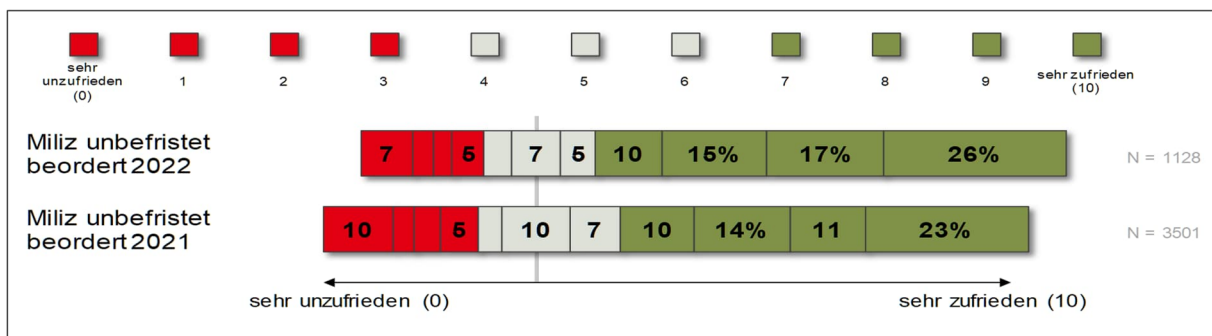 sehr
unzufrieden
(0)
1
2
3
4
5
6
7
8
9
sehr zufrieden
(10)
Miliz unbefristet
beordert 2022
7 5 7 5 10 15% 17% 26%
N = 1128
Miliz unbefristet
beordert 2021
10 5 10 7 10 14% 11 23%
N = 3501
sehr unzufrieden (0)
sehr zufrieden (10)